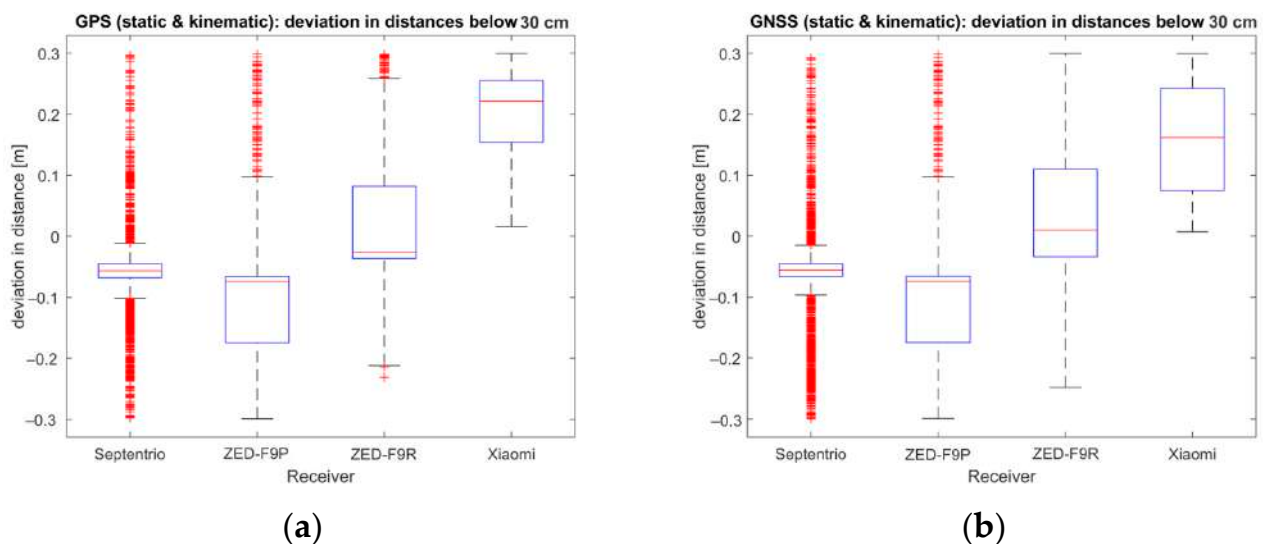 GPS (static & kinematic): deviation in distances below 30 cm
0.3
0.2
0.1
0
−0.1
−0.2
−0.3
deviation in distance [m]
Septentrio ZED-F9P ZED-F9R Xiaomi
Receiver
(a)
GNSS (static & kinematic): deviation in distances below 30 cm
0.3
0.2
0.1
0
−0.1
−0.2
−0.3
deviation in distance [m]
Septentrio ZED-F9P ZED-F9R Xiaomi
Receiver
(b)